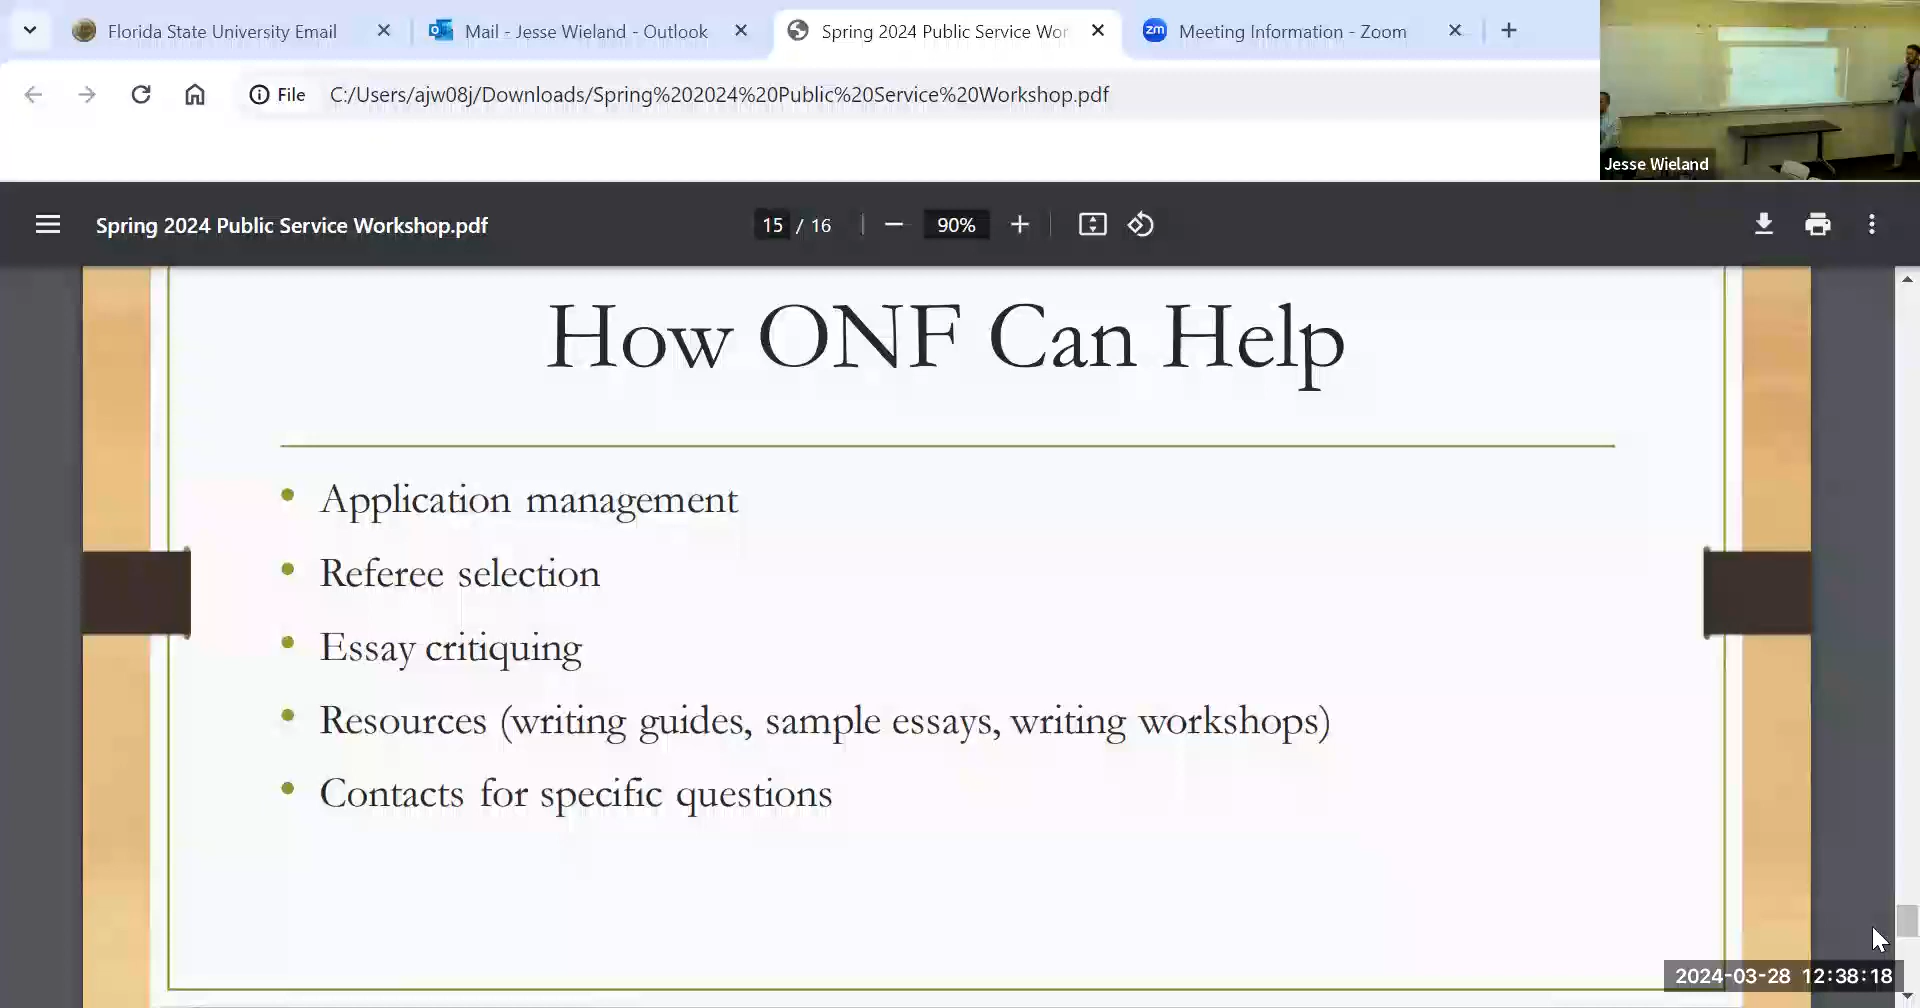 Florida State University Email
Mail - Jesse Wieland - Outlook
Spring 2024 Public Service Wor
zm Meeting Information - Zoom
File C:/Users/ajw08j/Downloads/Spring%202024%20Public%20Service%20Workshop.pdf
Jesse Wieland
Spring 2024 Public Service Workshop.pdf
15 / 16
90%
How ONF Can Help
• Application management
• Referee selection
• Essay critiquing
• Resources (writing guides, sample essays, writing workshops)
• Contacts for specific questions
2024-03-28 12:38:18